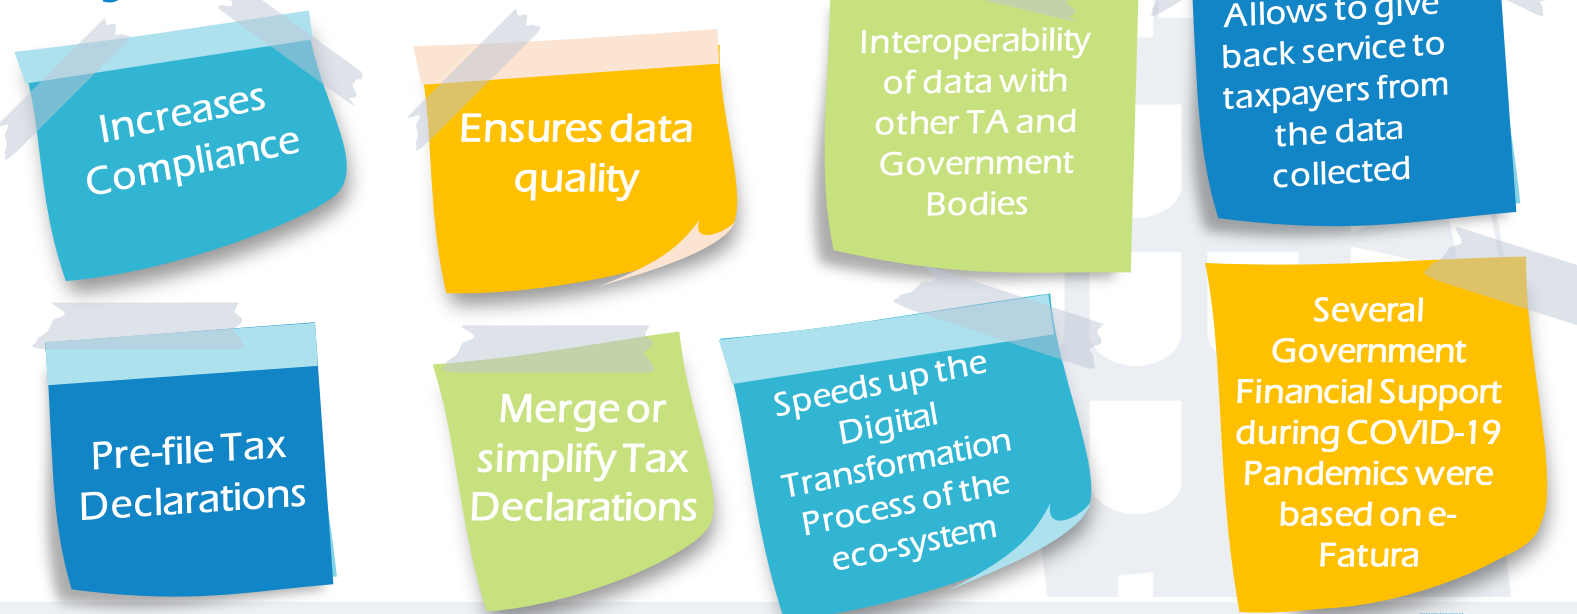 Increases
Compliance
Ensures data
quality
Interoperability
of data with
other TA and
Government
Bodies
Allows to give
back service to
taxpayers from
the data
collected
Pre-file Tax
Declarations
Merge or
simplify Tax
Declarations
Speeds up the
Digital
Transformation
Process of the
eco-system
Several
Government
Financial Support
during COVID-19
Pandemics were
based on e-
Fatura